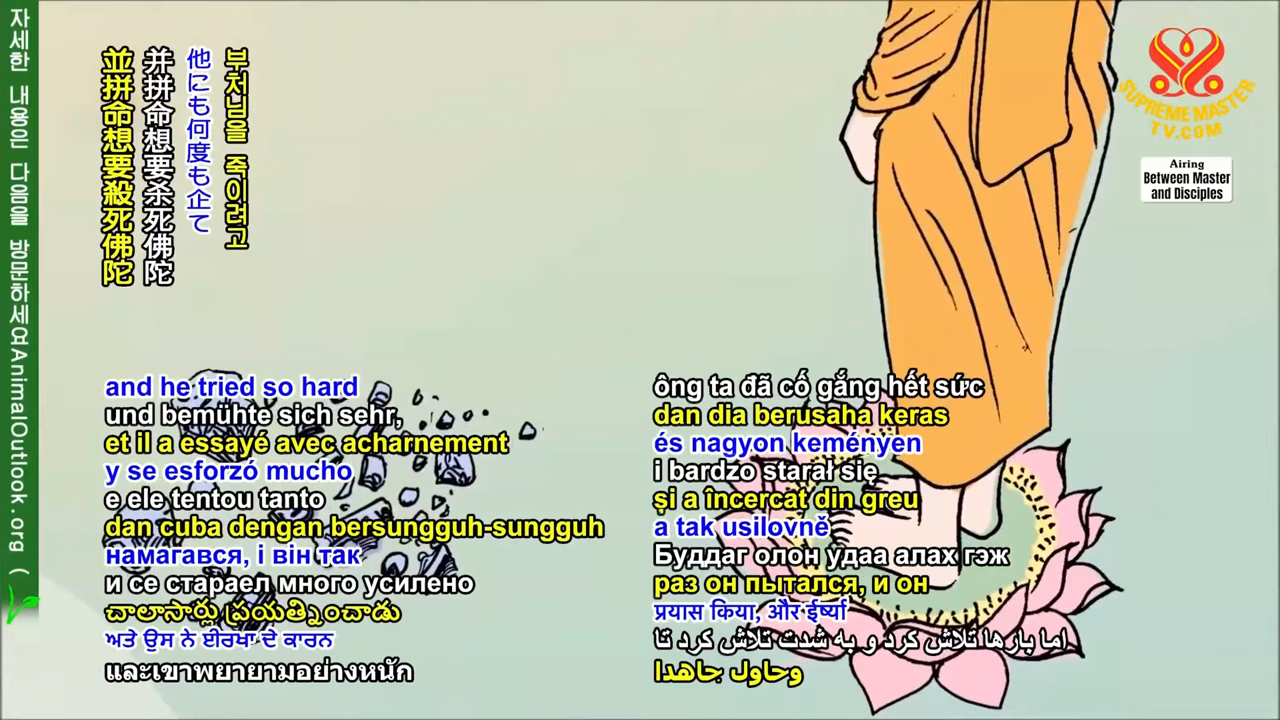 자세한 내용은 다음을 방문하세여AnimalOutlook.org (
並拼命想要殺死佛陀
并拼命想要杀死佛陀
他にも何度も企て
부처님을 죽이려고
SUPREME MASTER
TV.COM
Airing
Between Master
and Disciples
and he tried so hard
und bemühte sich sehr,
et il a essayé avec acharnement
y se esforzó mucho
e ele tentou tanto
dan cuba dengan bersungguh-sungguh
намагався, і він так
и се стараел много усилено
చాలాసార్లు ప్రయత్నించాడు
ਅਤੇ ਉਸ ਨੇ ਈਰਖਾ ਦੇ ਕਾਰਨ
และเขาพยายามอย่างหนัก
ông ta đã cố gắng hết sức
dan dia berusaha keras
és nagyon keményen
i bardzo starał się
și a încercat din greu
a tak usilovně
Буддаг олон удаа алах гэж
раз он пытался, и он
प्रयास किया, और ईर्ष्या
اما بارها تلاش کرد و به شدت تلاش کرد تا
وحاول جاهدا